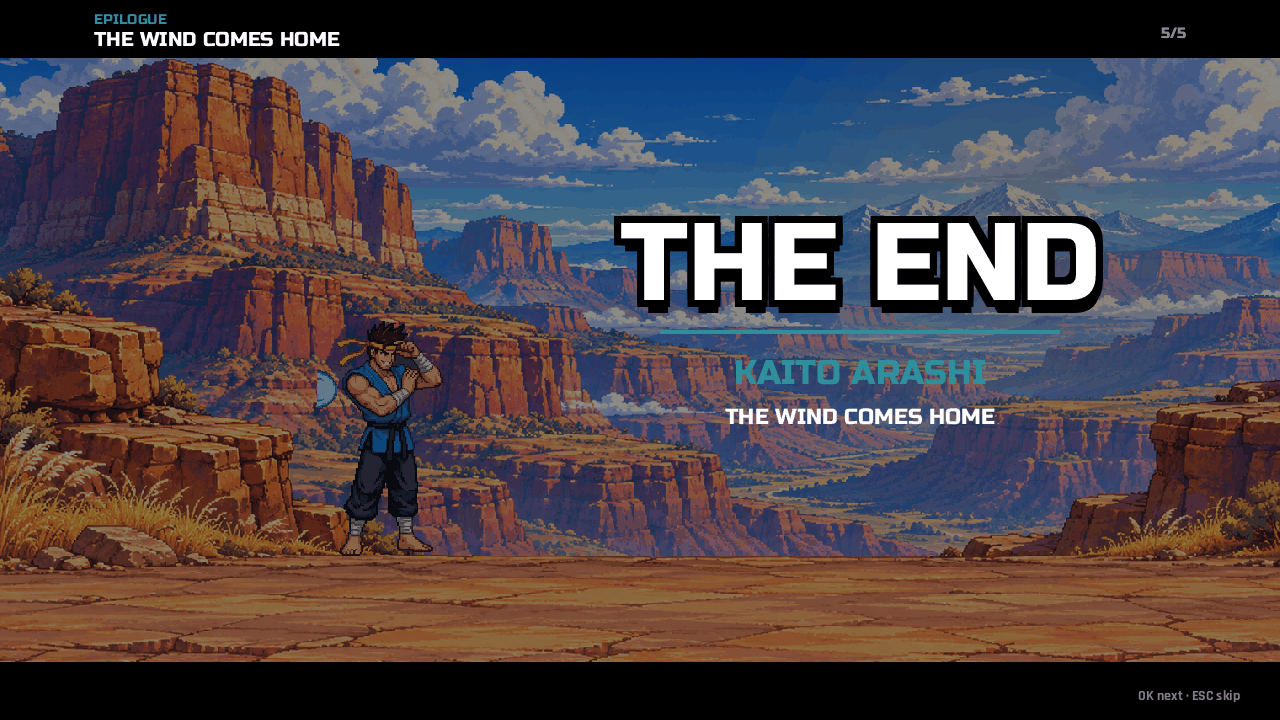 EPILOGUE
THE WIND COMES HOME
5/5
THE END
KAITO ARASHI
THE WIND COMES HOME
OK next · ESC skip